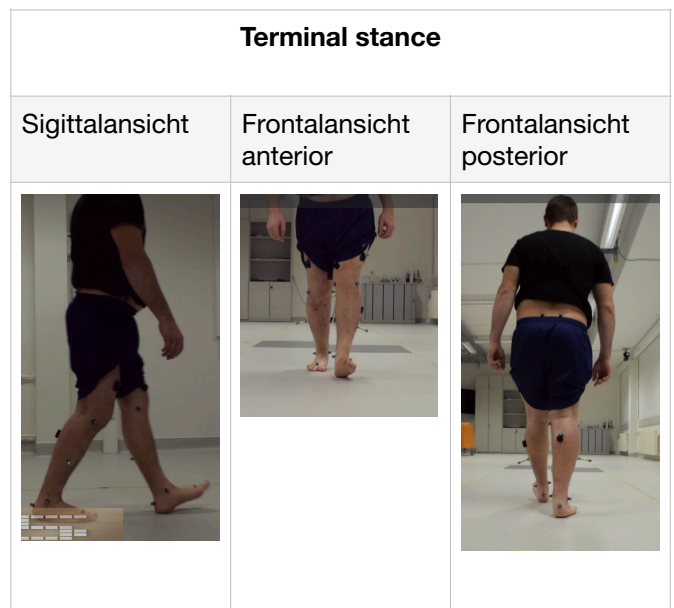 Terminal stance
Sigittalansicht
Frontalansicht
anterior
Frontalansicht
posterior